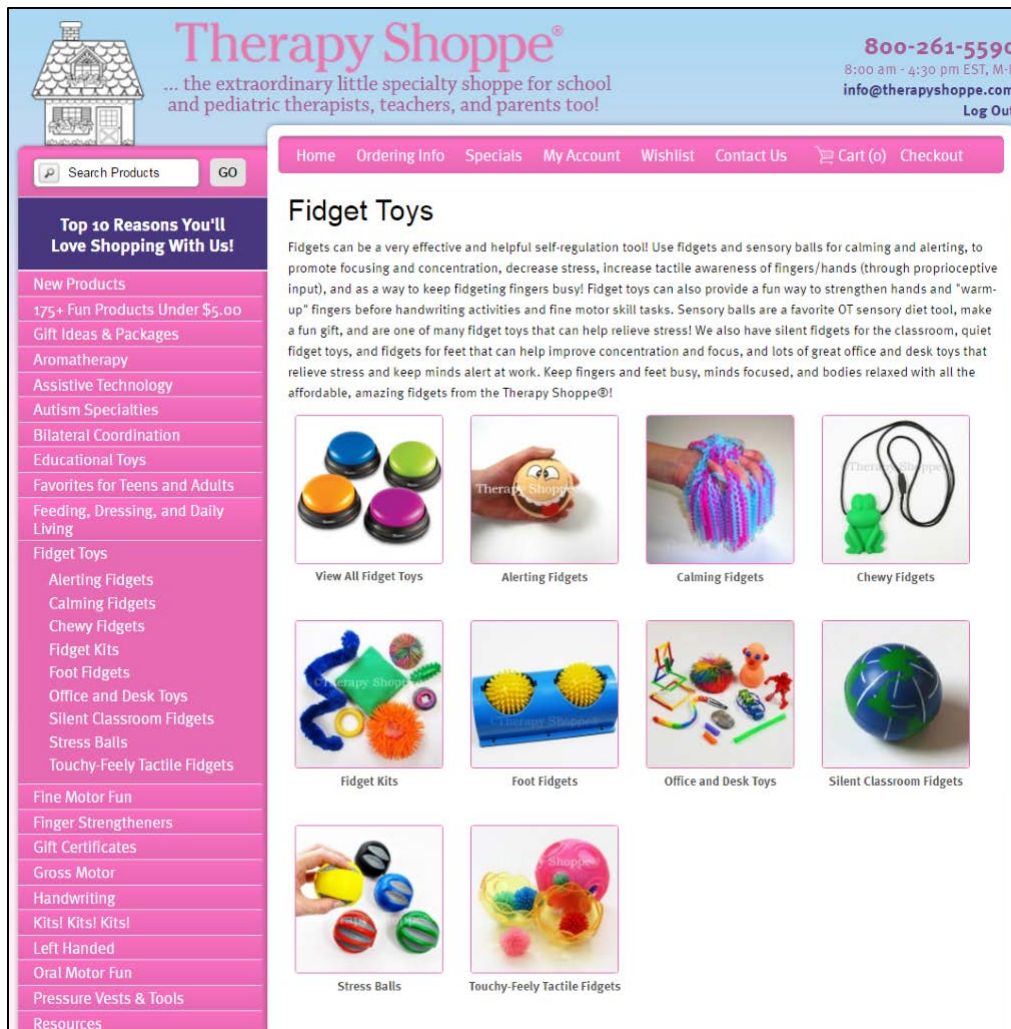 Therapy Shoppe®
... the extraordinary little specialty shoppe for school
and pediatric therapists, teachers, and parents too!
800-261-5590
8:00 am - 4:30 pm EST,
info@therapyshoppe.com
Log Out
Search Products GO
Home Ordering Info Specials My Account Wishlist Contact Us Cart (0) Checkout
Top 10 Reasons You'll
Love Shopping With Us!
New Products
175+ Fun Products Under $5.00
Gift Ideas & Packages
Aromatherapy
Assistive Technology
Autism Specialties
Bilateral Coordination
Educational Toys
Favorites for Teens and Adults
Feeding, Dressing, and Daily
Living
Fidget Toys
Alerting Fidgets
Calming Fidgets
Chewy Fidgets
Fidget Kits
Foot Fidgets
Office and Desk Toys
Silent Classroom Fidgets
Stress Balls
Touchy-Feely Tactile Fidgets
Fine Motor Fun
Finger Strengtheners
Gift Certificates
Gross Motor
Handwriting
Kits! Kits! Kits!
Left Handed
Oral Motor Fun
Pressure Vests & Tools
Resources
Fidget Toys
Fidgets can be a very effective and helpful self-regulation tool! Use fidgets and sensory balls for calming and alerting, to
promote focusing and concentration, decrease stress, increase tactile awareness of fingers/hands (through proprioceptive
input), and as a way to keep fidgeting fingers busy! Fidget toys can also provide a fun way to strengthen hands and "warm-
up" fingers before handwriting activities and fine motor skill tasks. Sensory balls are a favorite OT sensory diet tool, make
a fun gift, and are one of many fidget toys that can help relieve stress! We also have silent fidgets for the classroom, quiet
fidget toys, and fidgets for feet that can help improve concentration and focus, and lots of great office and desk toys that
relieve stress and keep minds alert at work. Keep fingers and feet busy, minds focused, and bodies relaxed with all the
affordable, amazing fidgets from the Therapy Shoppe®!
Therapy Shoppe®
Therapy Shoppe®
View All Fidget Toys Alerting Fidgets Calming Fidgets Chewy Fidgets
©Therapy Shoppe®
©Therapy Shoppe®
Fidget Kits Foot Fidgets Office and Desk Toys Silent Classroom Fidgets
Stress Balls Touchy-Feely Tactile Fidgets